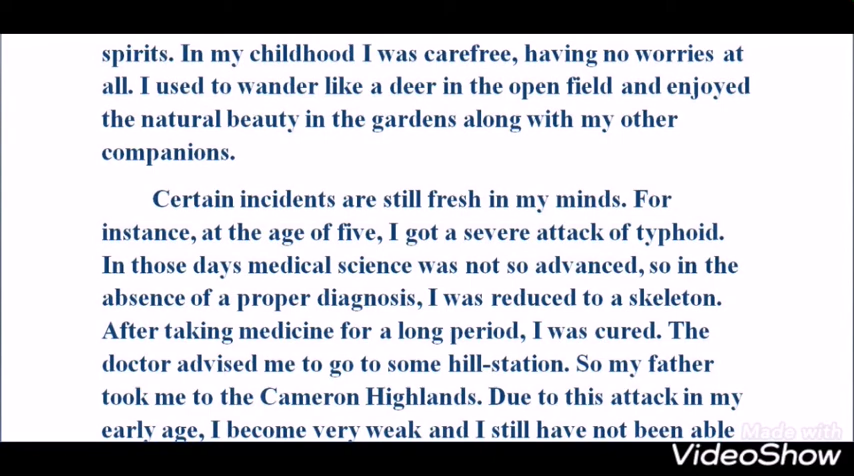 spirits. In my childhood I was carefree, having no worries at
all. I used to wander like a deer in the open field and enjoyed
the natural beauty in the gardens along with my other
companions.
Certain incidents are still fresh in my minds. For
instance, at the age of five, I got a severe attack of typhoid.
In those days medical science was not so advanced, so in the
absence of a proper diagnosis, I was reduced to a skeleton.
After taking medicine for a long period, I was cured. The
doctor advised me to go to some hill-station. So my father
took me to the Cameron Highlands. Due to this attack in my
early age, I become very weak and I still have not been able
Made with
VideoShow